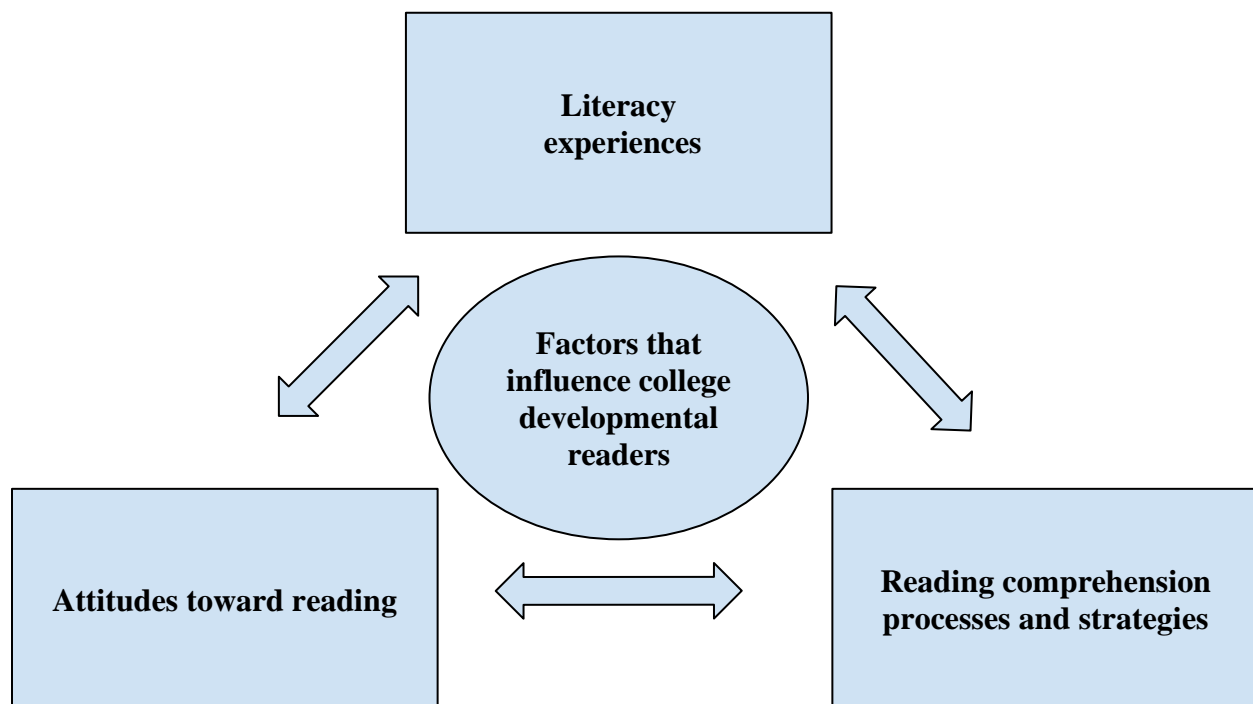 Literacy
experiences
Factors that
influence college
developmental
readers
Attitudes toward reading
Reading comprehension
processes and strategies